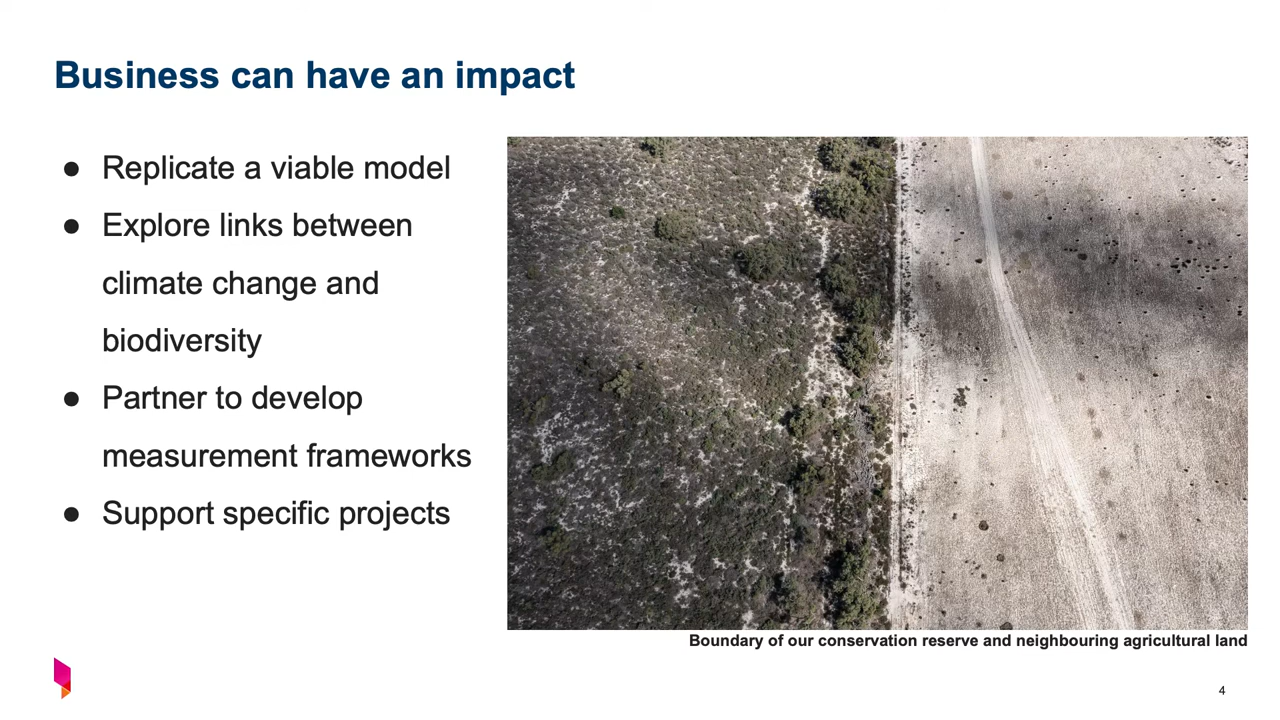 Business can have an impact
● Replicate a viable model
● Explore links between
climate change and
biodiversity
● Partner to develop
measurement frameworks
● Support specific projects
Boundary of our conservation reserve and neighbouring agricultural land
4